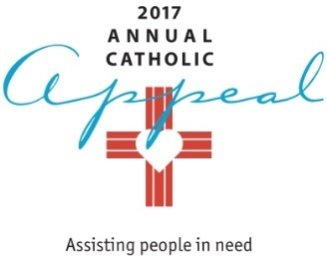 2017
ANNUAL
CATHOLIC
Appeal
Assisting people in need